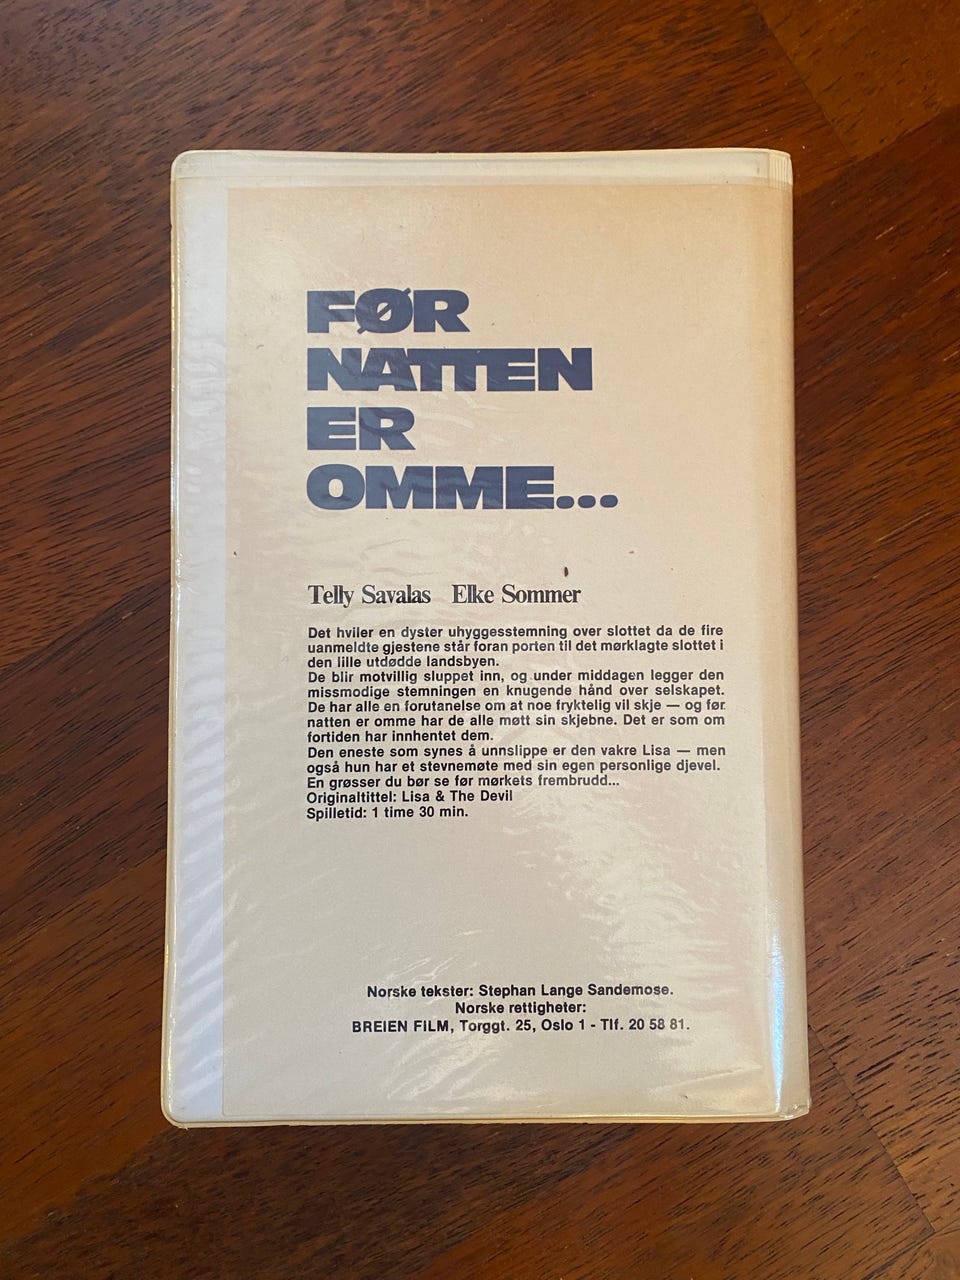 FØR
NATTEN
ER
OMME...
Telly Savalas Elke Sommer
Det hviler en dyster uhyggesstemning over slottet da de fire
uanmeldte gjestene står foran porten til det mørklagte slottet i
den lille utdødde landsbyen.
De blir motvillig sluppet inn, og under middagen legger den
missmodige stemningen en knugende hånd over selskapet.
De har alle en forutanelse om at noe fryktelig vil skje — og før
natten er omme har de alle møtt sin skjebne. Det er som om
fortiden har innhentet dem.
Den eneste som synes å unnslippe er den vakre Lisa — men
også hun har et stevnemøte med sin egen personlige djevel.
En grøsser du bør se før mørkets frembrudd...
Originaltittel: Lisa & The Devil
Spilletid: 1 time 30 min.
Norske tekster: Stephan Lange Sandemose.
Norske rettigheter:
BREIEN FILM, Torggt. 25, Oslo 1 - Tlf. 20 58 81.